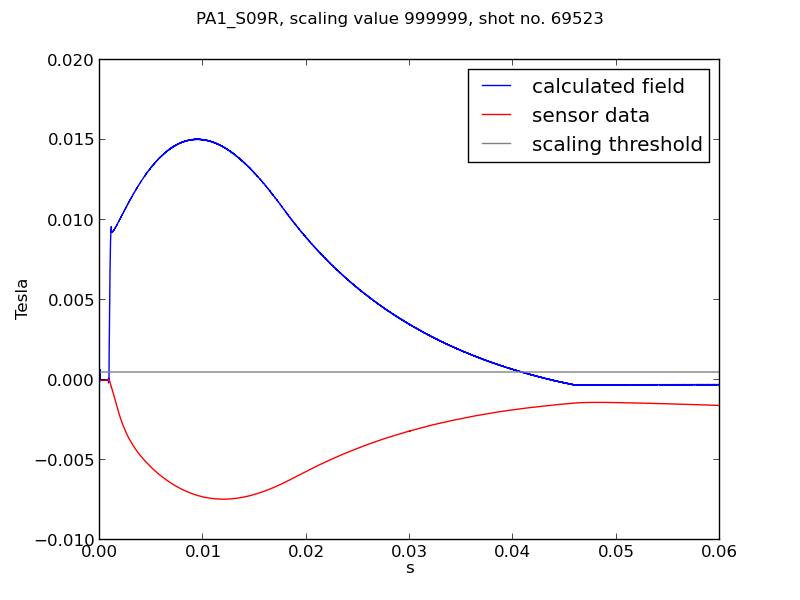 PA1_S09R, scaling value 999999, shot no. 69523
calculated field
sensor data
scaling threshold
Tesla
0.020
0.015
0.010
0.005
0.000
−0.005
−0.010
0.00
0.01
0.02
0.03
0.04
0.05
0.06
s